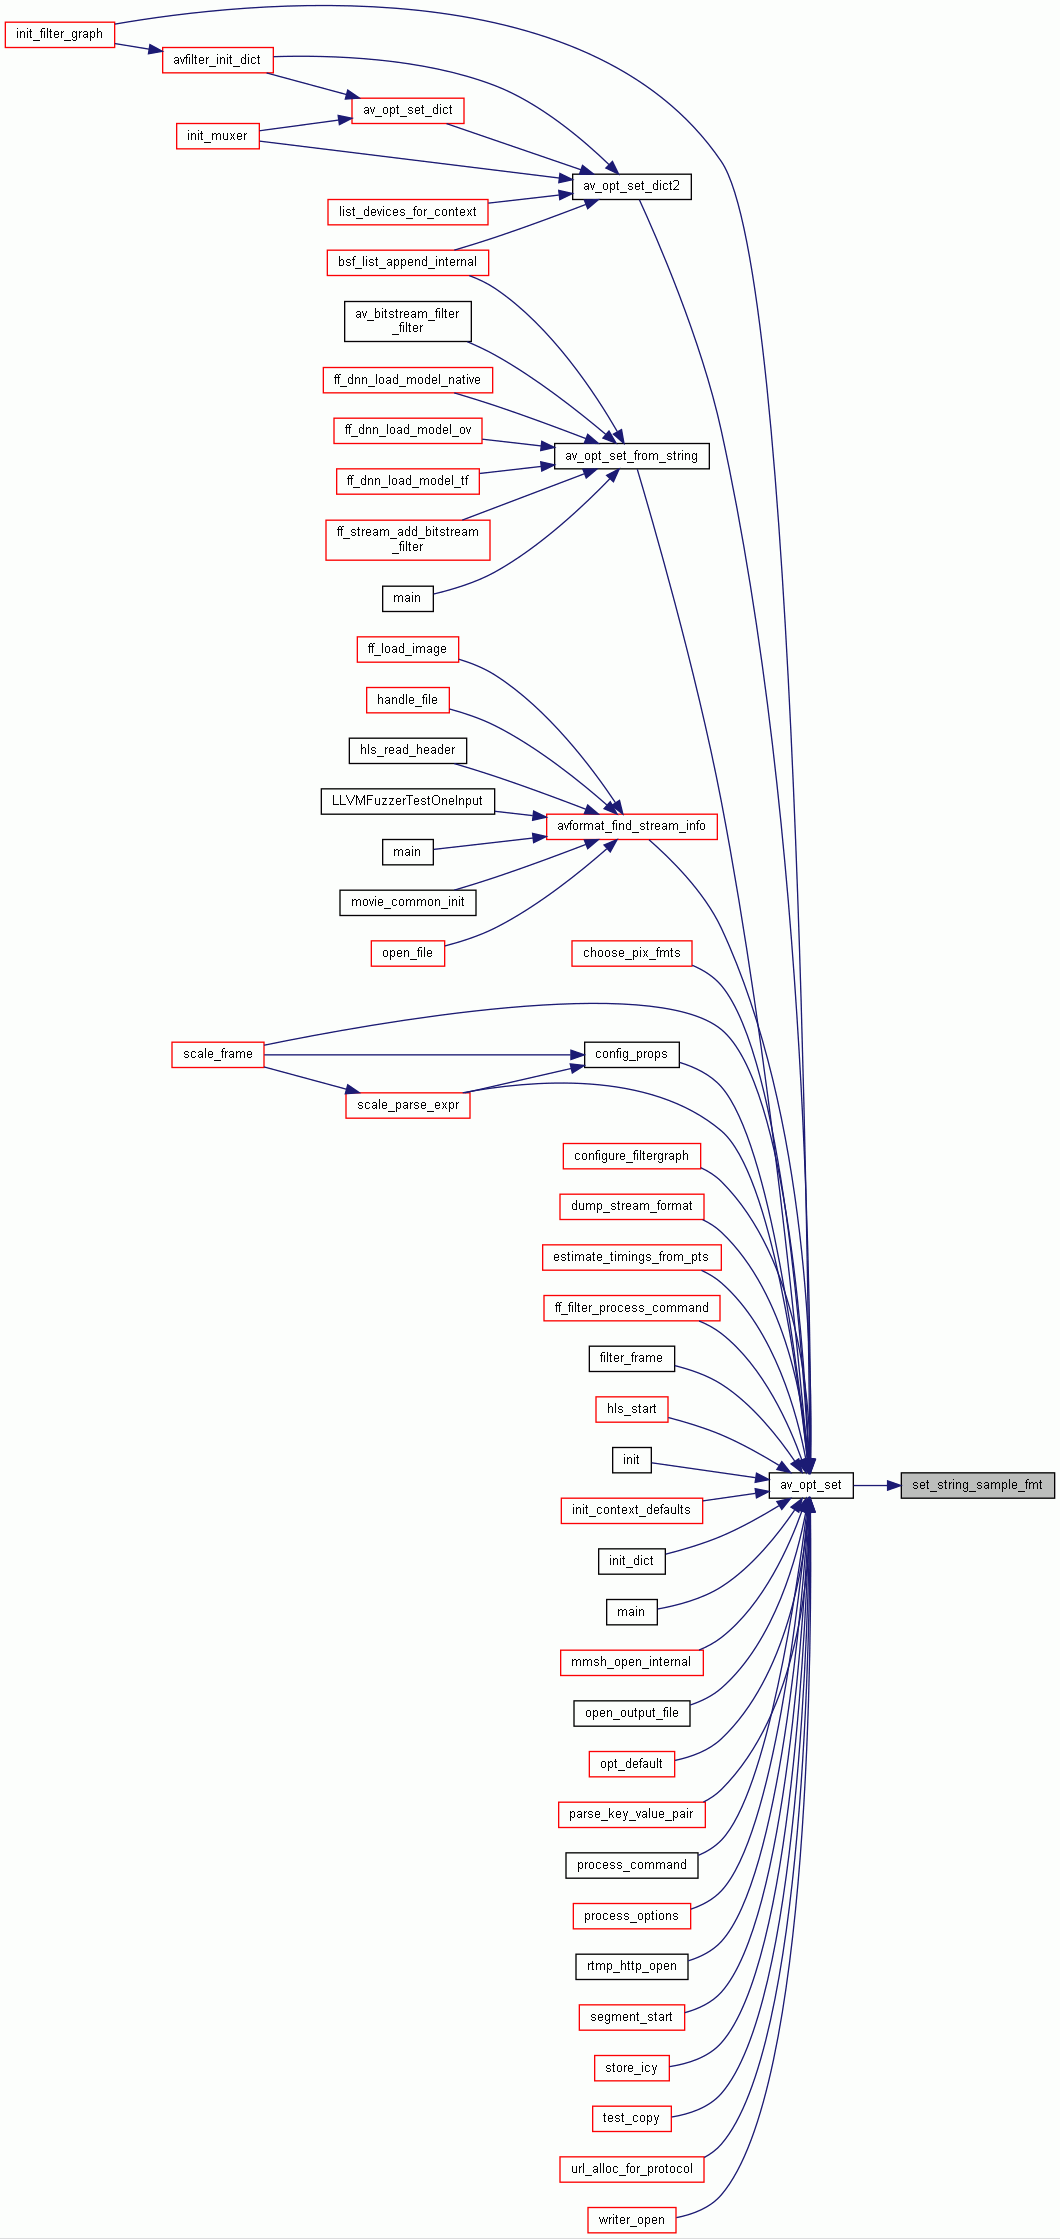 init_filter_graph
avfilter_init_dict
av_opt_set_dict
init_muxer
av_opt_set_dict2
list_devices_for_context
bsf_list_append_internal
av_bitstream_filter
_filter
ff_dnn_load_model_native
ff_dnn_load_model_ov
av_opt_set_from_string
ff_dnn_load_model_tf
ff_stream_add_bitstream
_filter
main
ff_load_image
handle_file
hls_read_header
LLVMFuzzerTestOneInput
avformat_find_stream_info
main
movie_common_init
open_file
choose_pix_fmts
scale_frame
config_props
scale_parse_expr
configure_filtergraph
dump_stream_format
estimate_timings_from_pts
ff_filter_process_command
filter_frame
hls_start
init
av_opt_set
set_string_sample_fmt
init_context_defaults
init_dict
main
mmsh_open_internal
open_output_file
opt_default
parse_key_value_pair
process_command
process_options
rtmp_http_open
segment_start
store_icy
test_copy
url_alloc_for_protocol
writer_open